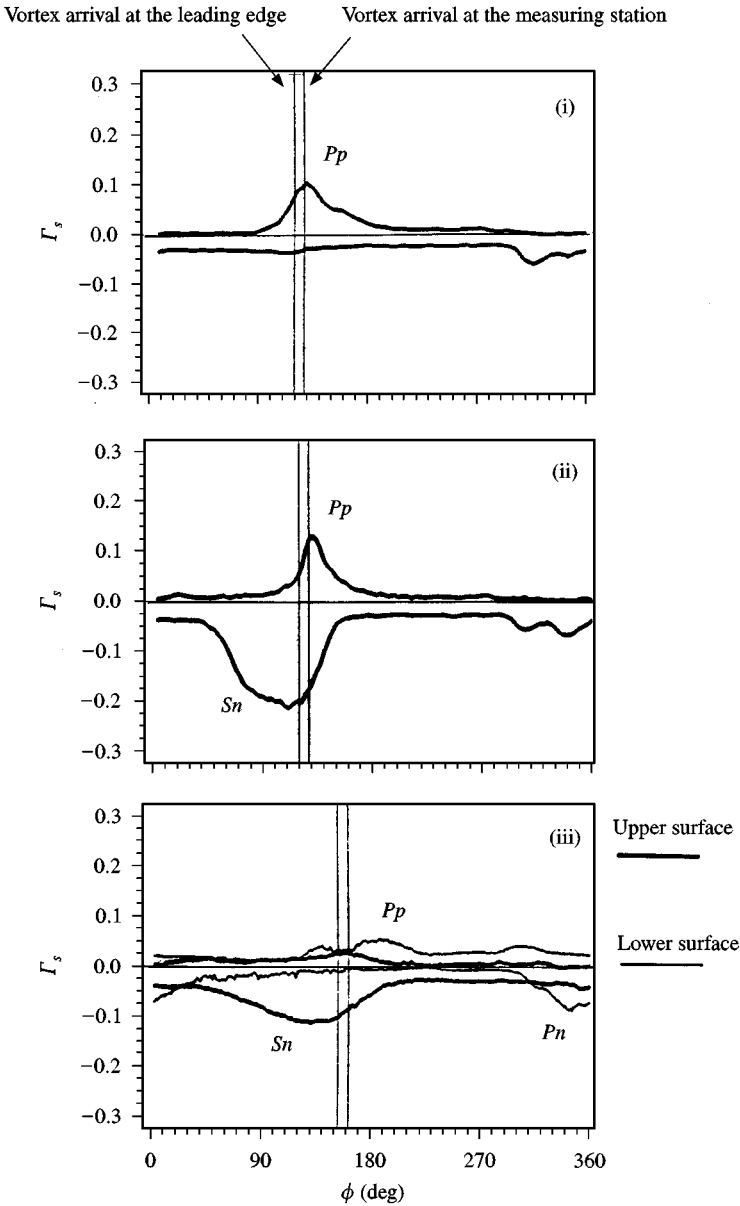 Vortex arrival at the leading edge
Vortex arrival at the measuring station
(i)
0.3
0.2
0.1
0.0
−0.1
−0.2
−0.3
Γs
Pp
(ii)
0.3
0.2
0.1
0.0
−0.1
−0.2
−0.3
Γs
Pp
Sn
(iii)
0.3
0.2
0.1
0.0
−0.1
−0.2
−0.3
Γs
Pp
Sn
Pn
Upper surface
Lower surface
0 90 180 270 360
ϕ (deg)